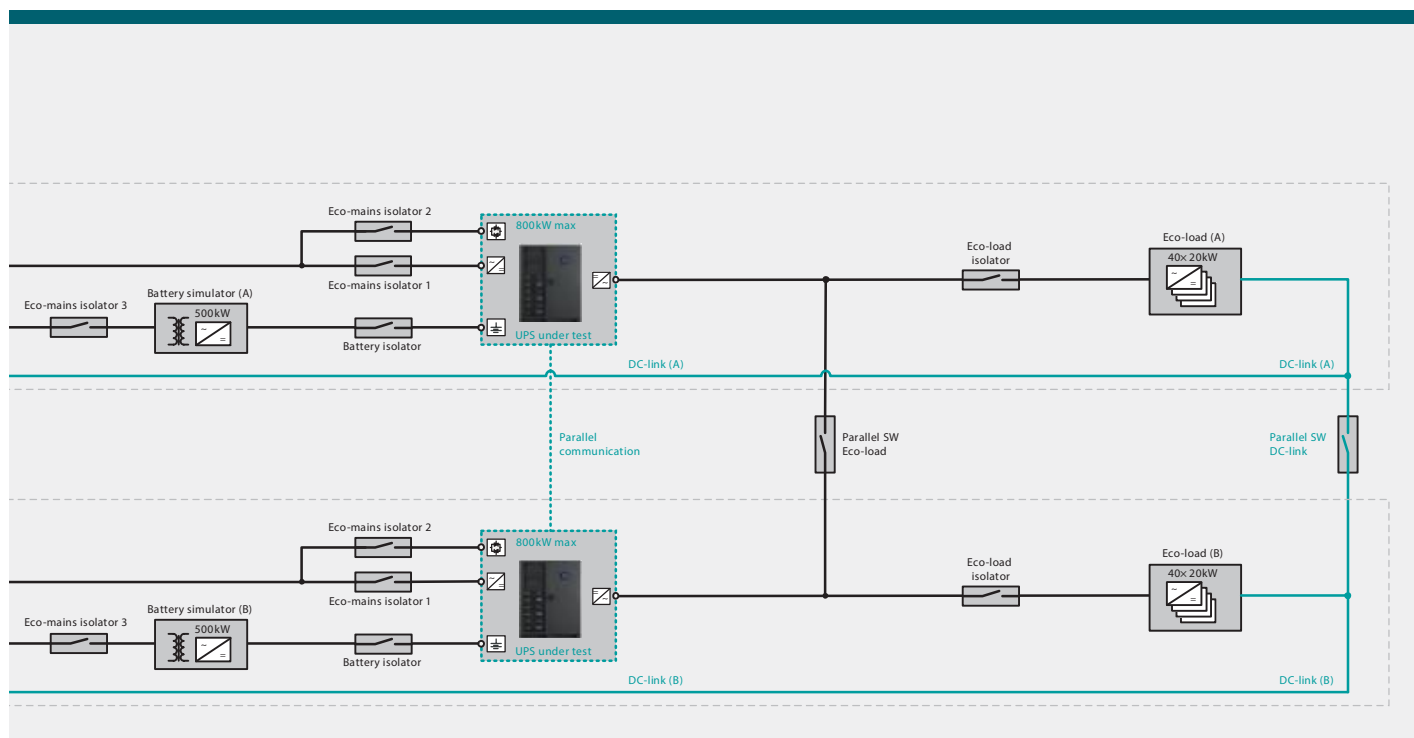 Eco-mains isolator 2
800kW max
Eco-mains isolator 1
Eco-mains isolator 3
Battery simulator (A)
500kW
Battery isolator
UPS under test
Eco-load
isolator
Eco-load (A)
40×20kW
DC-link (A)
DC-link (A)
Parallel
communication
Parallel SW
Eco-load
Parallel SW
DC-link
Eco-mains isolator 2
800kW max
Eco-mains isolator 1
Eco-mains isolator 3
Battery simulator (B)
500kW
Battery isolator
UPS under test
Eco-load
isolator
Eco-load (B)
40×20kW
DC-link (B)
DC-link (B)